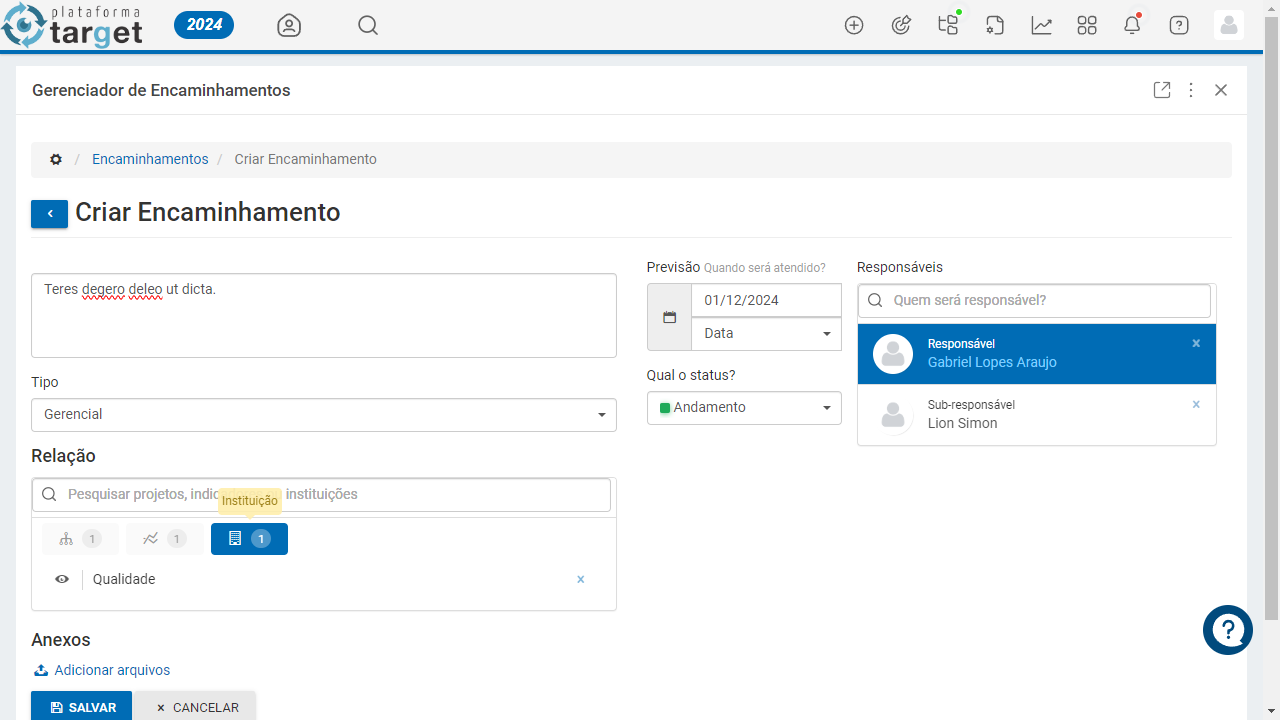 plataforma
target
2024
Gerenciador de Encaminhamentos
/ Encaminhamentos / Criar Encaminhamento
Criar Encaminhamento
Teres degero deleo ut dicta.
Tipo
Gerencial
Relação
Pesquisar projetos, indic instituições
Instituição
1
1
1
Qualidade
Anexos
Adicionar arquivos
SALVAR
CANCELAR
Previsão Quando será atendido?
01/12/2024
Data
Qual o status?
Andamento
Responsáveis
Quem será responsável?
Responsável
Gabriel Lopes Araujo
Sub-responsável
Lion Simon